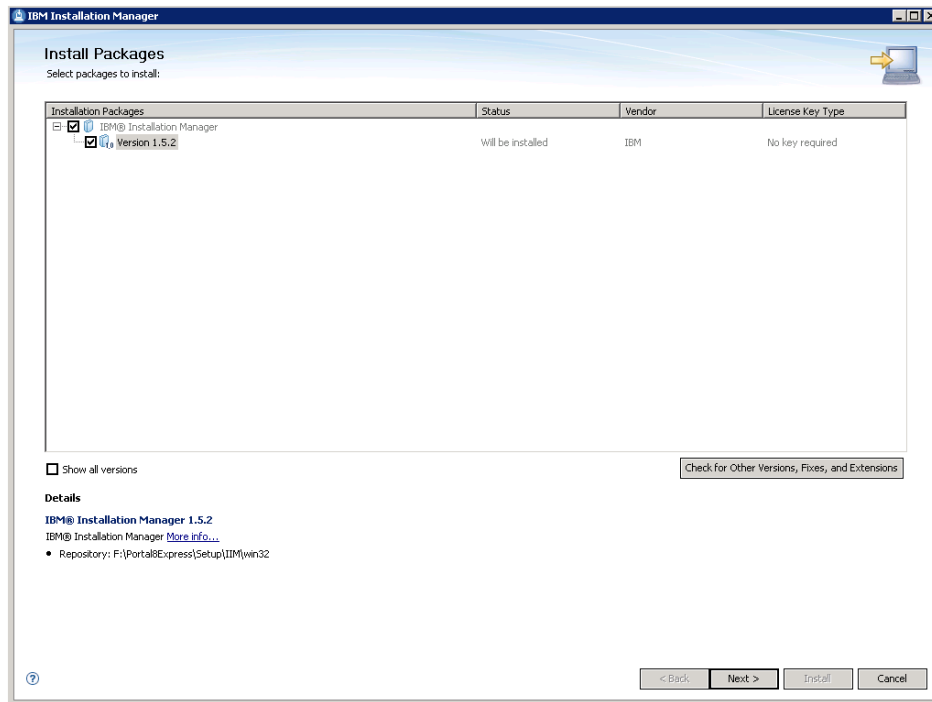 IBM Installation Manager
Install Packages
Select packages to install:
Installation Packages Status Vendor License Key Type
IBM® Installation Manager
Version 1.5.2 Will be installed IBM No key required
Show all versions Check for Other Versions, Fixes, and Extensions
Details
IBM® Installation Manager 1.5.2
IBM® Installation Manager More info...
• Repository: F:\Portal8Express\Setup\IIM\win32
? < Back Next > Install Cancel